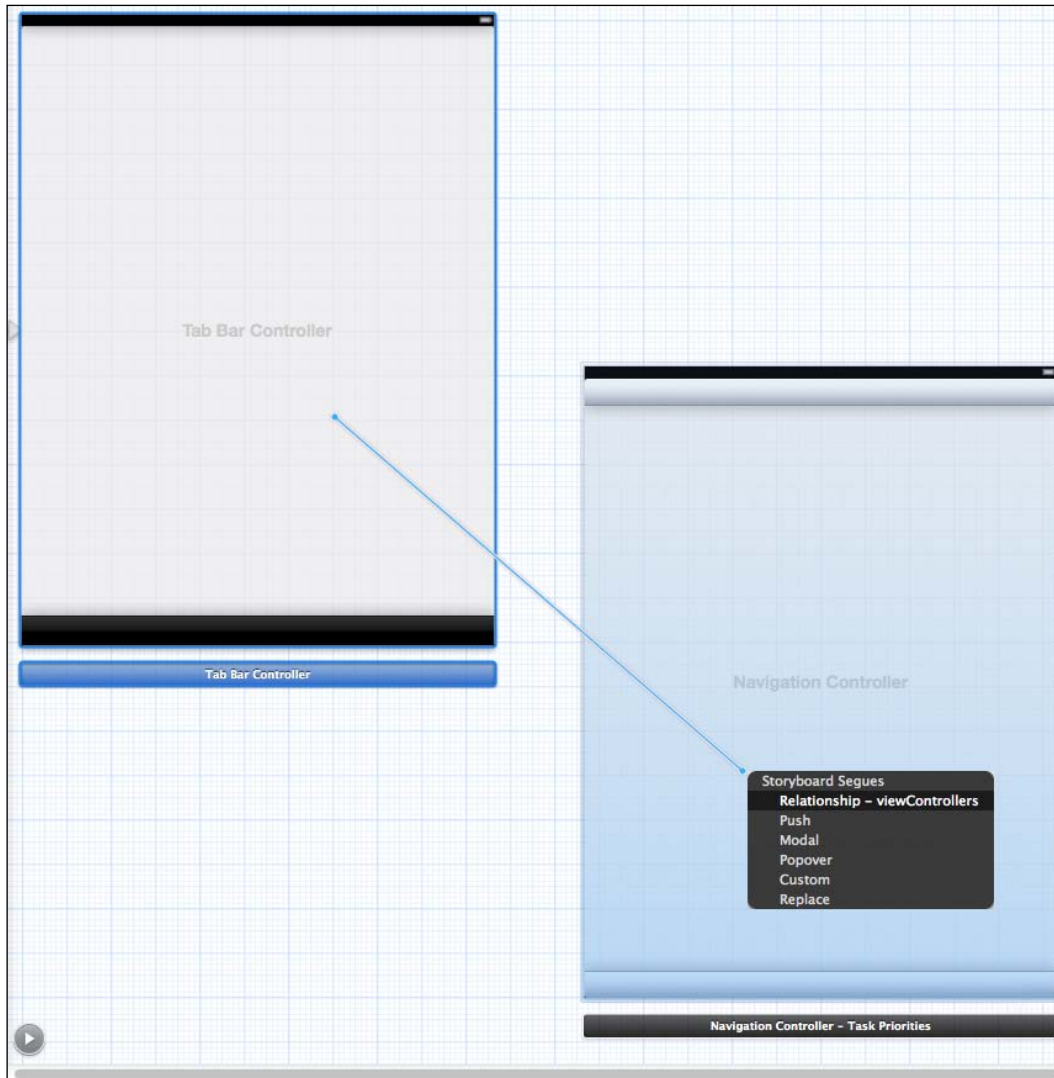 Tab Bar Controller
Tab Bar Controller
Navigation Controller
Storyboard Segues
Relationship – viewControllers
Push
Modal
Popover
Custom
Replace
Navigation Controller – Task Priorities